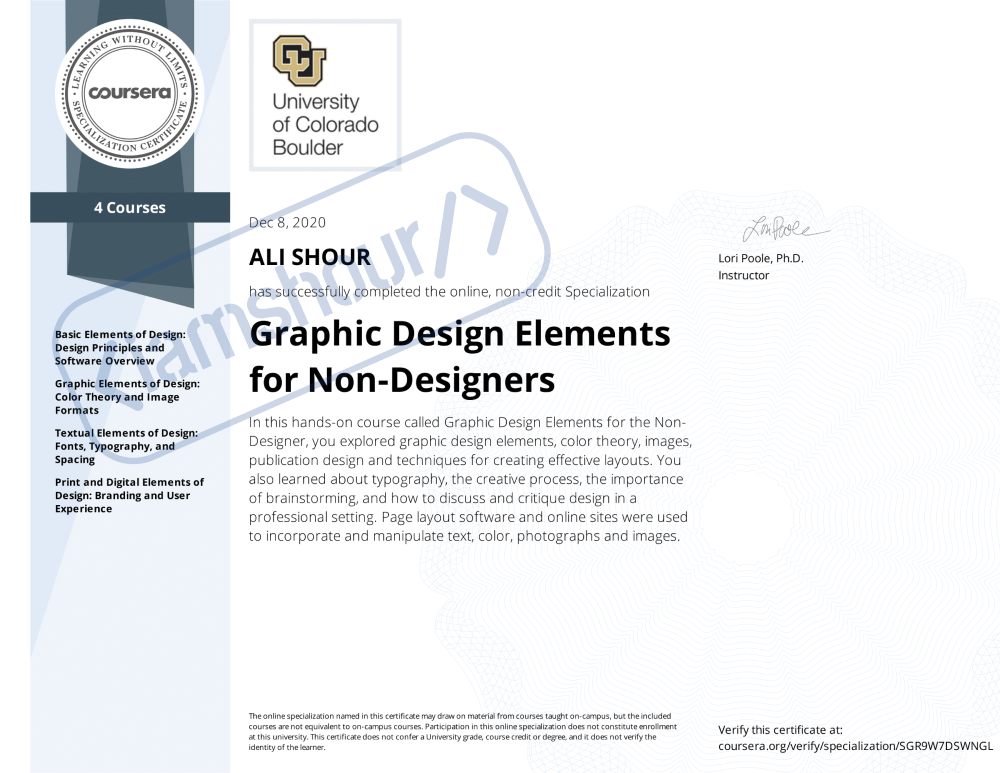 LEARNING WITHOUT LIMITS
coursera
SPECIALIZATION CERTIFICATE
4 Courses
Basic Elements of Design:
Design Principles and
Software Overview
Graphic Elements of Design:
Color Theory and Image
Formats
Textual Elements of Design:
Fonts, Typography, and
Spacing
Print and Digital Elements of
Design: Branding and User
Experience
CU
University
of Colorado
Boulder
Dec 8, 2020
ALI SHOUR
has successfully completed the online, non-credit Specialization
Graphic Design Elements
for Non-Designers
In this hands-on course called Graphic Design Elements for the Non-
Designer, you explored graphic design elements, color theory, images,
publication design and techniques for creating effective layouts. You
also learned about typography, the creative process, the importance
of brainstorming, and how to discuss and critique design in a
professional setting. Page layout software and online sites were used
to incorporate and manipulate text, color, photographs and images.
<iamshour/>
Lori Poole
Lori Poole, Ph.D.
Instructor
The online specialization named in this certificate may draw on material from courses taught on-campus, but the included
courses are not equivalent to on-campus courses. Participation in this online specialization does not constitute enrollment
at this university. This certificate does not confer a University grade, course credit or degree, and it does not verify the
identity of the learner.
Verify this certificate at:
coursera.org/verify/specialization/SGR9W7DSWNGL